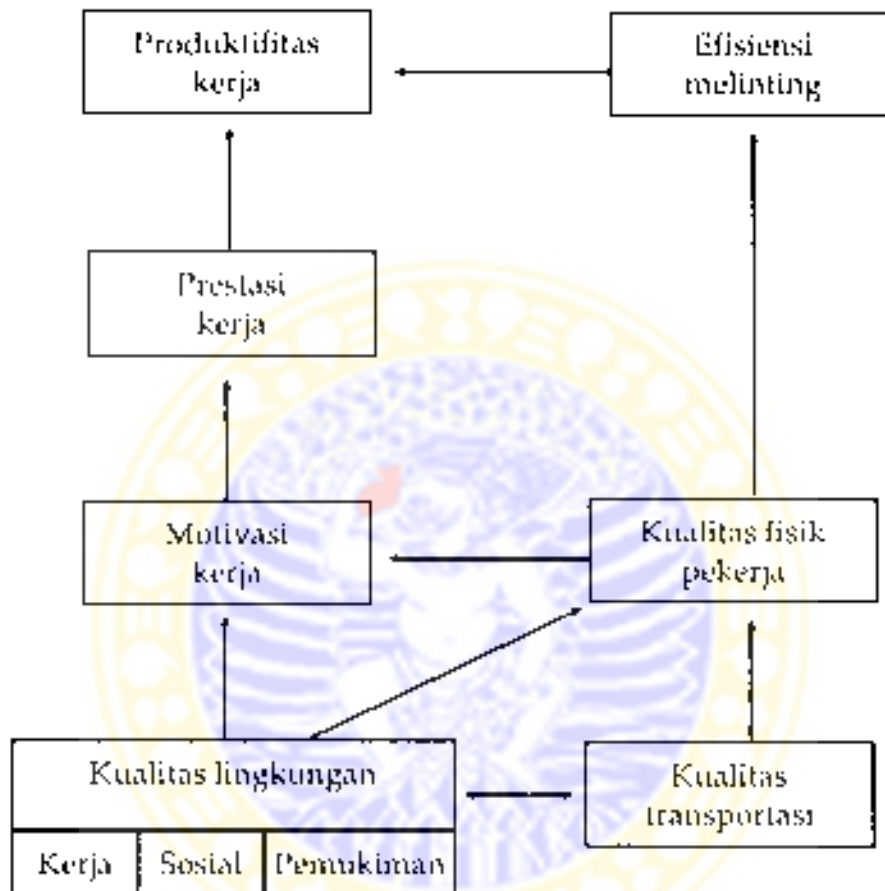 Produktifitas
kerja
Efisiensi
melinting
Prestasi
kerja
Motivasi
kerja
Kualitas fisik
pekerja
Kualitas lingkungan
Kualitas
transportasi
Kerja
Sosial
Pemukiman